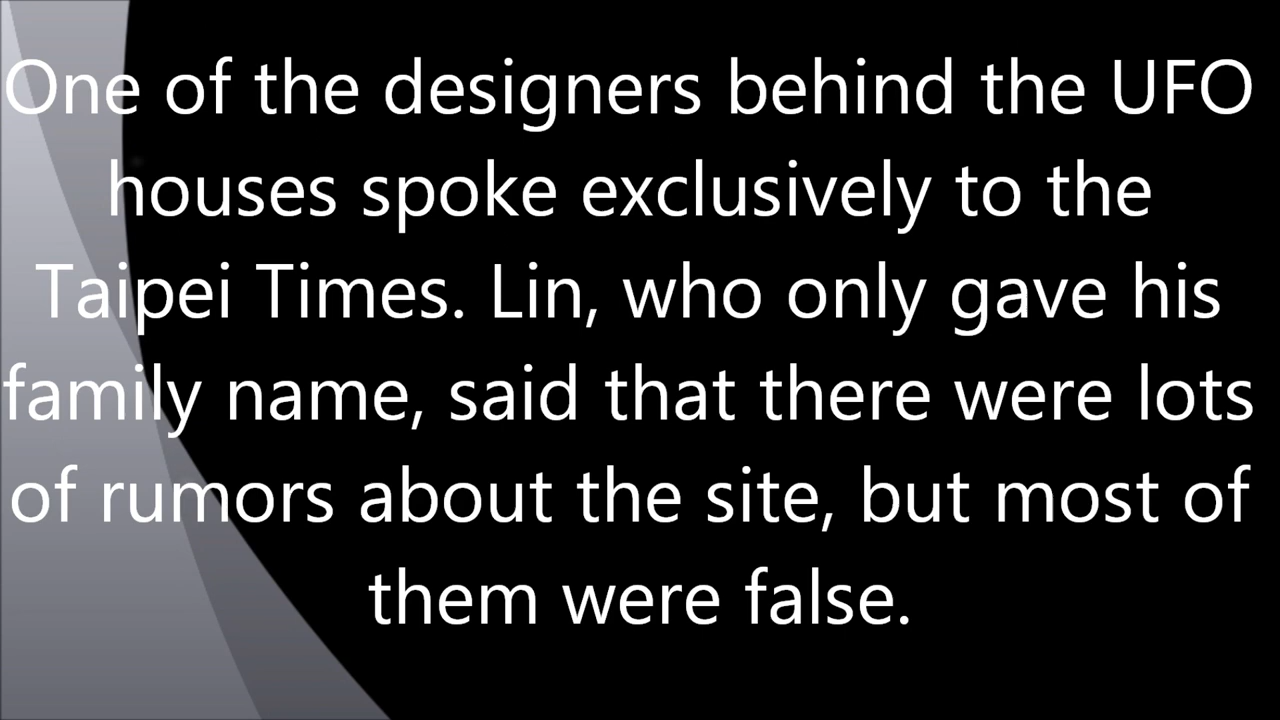 One of the designers behind the UFO
houses spoke exclusively to the
Taipei Times. Lin, who only gave his
family name, said that there were lots
of rumors about the site, but most of
them were false.